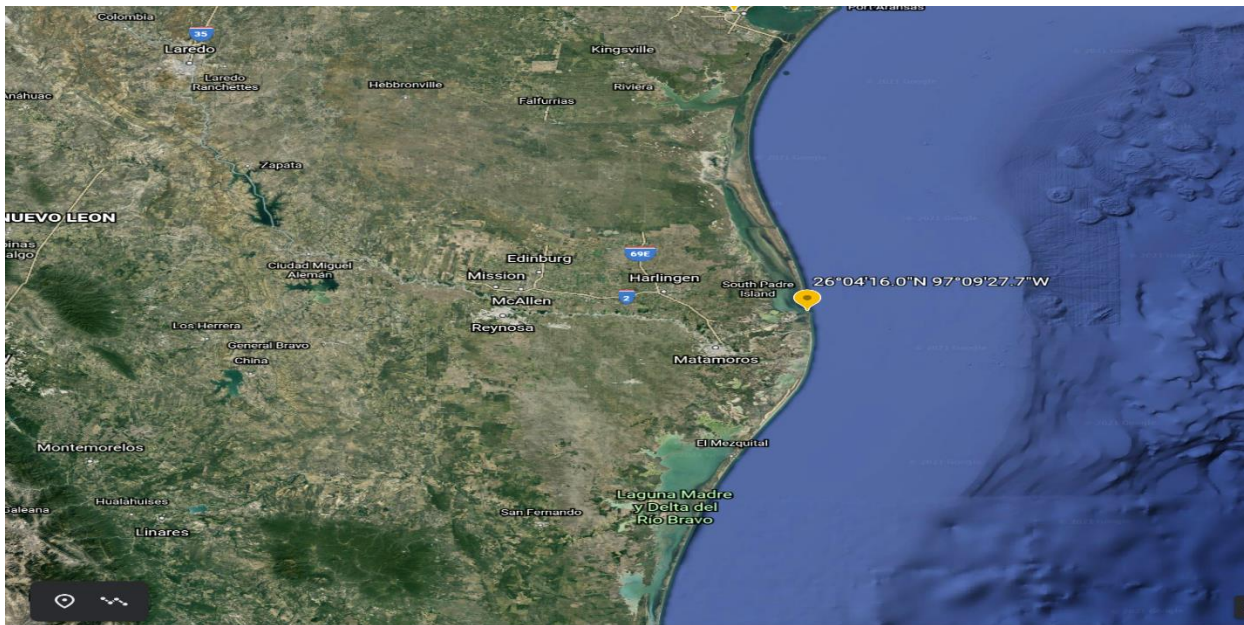 Colombia
35
Laredo
Laredo
Ranchettes
Hebbronville
Kingsville
Port Aransas
Falfurrias
Riviera
Anáhuac
Zapata
NUEVO LEON
Ciudad Miguel
Alemán
Edinburg
Mission
McAllen
Reynosa
69E
2
Harlingen
South Padre
Island
26°04'16.0"N 97°09'27.7"W
Matamoros
Los Herrera
General Bravo
China
Montemorelos
El Mezquital
Hualahuises
Galeana
Linares
San Fernando
Laguna Madre
y Delta del
Río Bravo